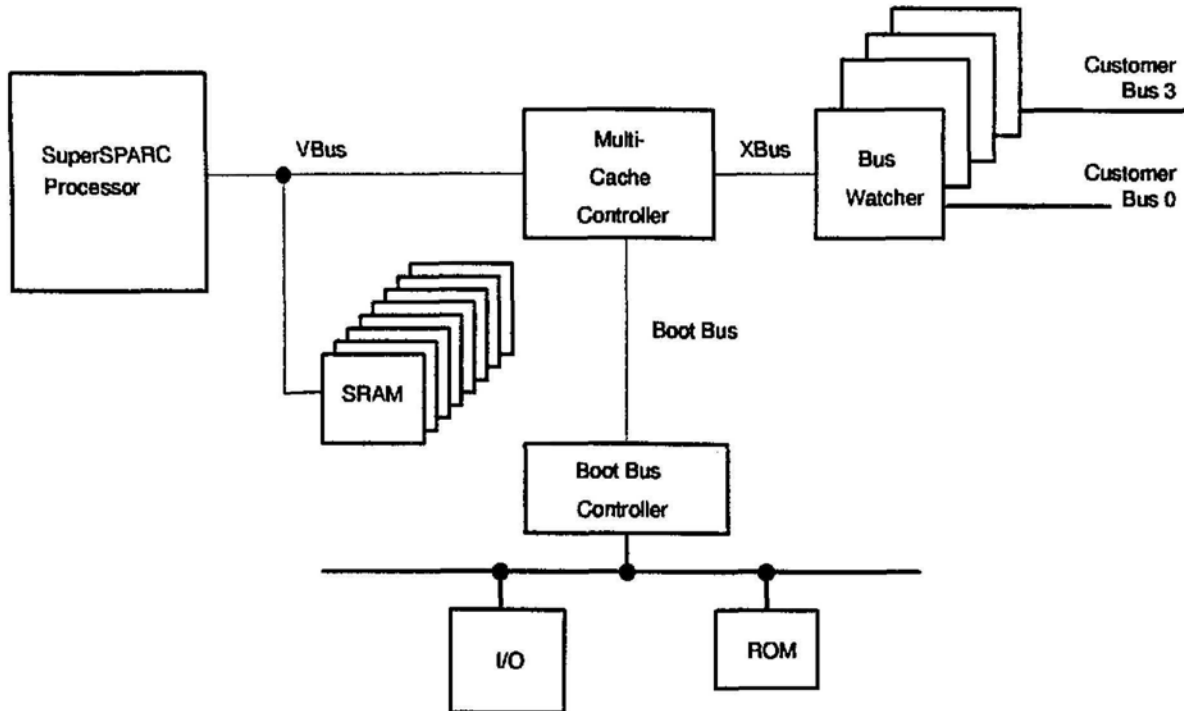 SuperSPARC
Processor
VBus
Multi-
Cache
Controller
XBus
Bus
Watcher
Customer
Bus 3
Customer
Bus 0
SRAM
Boot Bus
Boot Bus
Controller
I/O
ROM